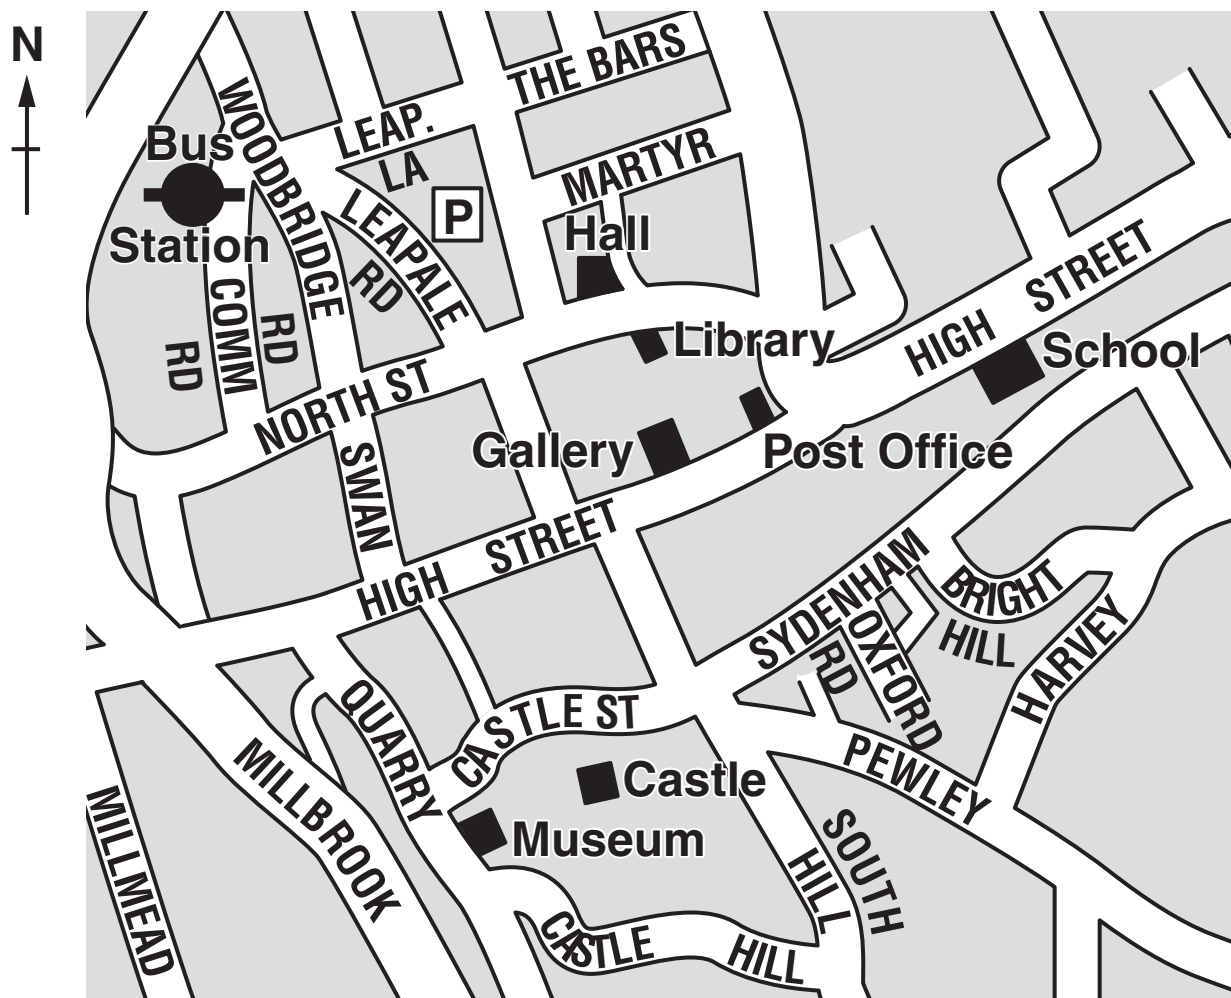 N
THE BARS
WOODBRIDGE
RD
LEAP.
LA
Bus
Station
P
MARTYR
LEAPALE
RD
Hall
COMM
RD
HIGH STREET
Library
School
NORTH ST
SWAN
Gallery
Post Office
HIGH STREET
SYDENHAM
RD
BRIGHT
HILL
OXFORD
HARVEY
QUARRY
CASTLE ST
MILLBROOK
PEWLEY
Castle
MILLMEAD
Museum
SOUTH
HILL
CASTLE HILL